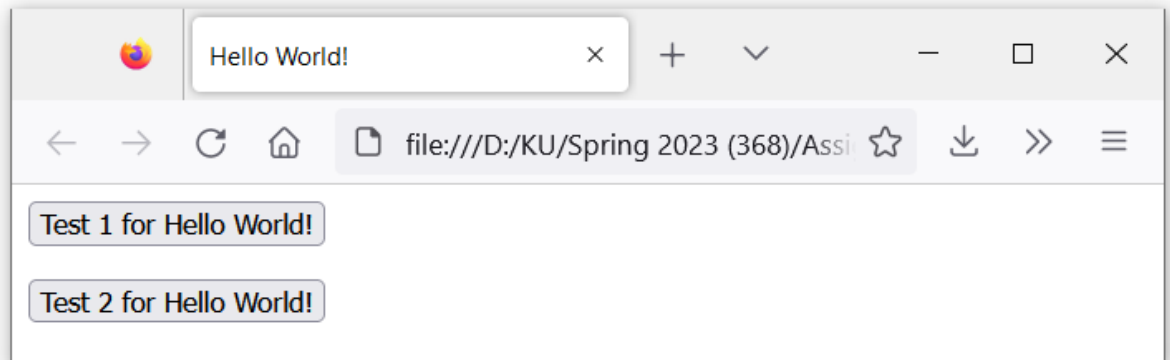 Hello World!
file:///D:/KU/Spring 2023 (368)/Assi
Test 1 for Hello World!
Test 2 for Hello World!